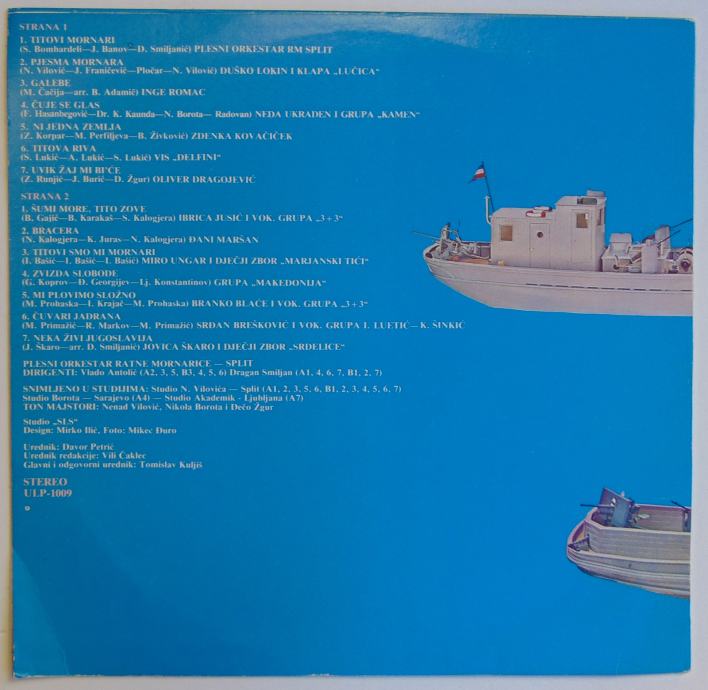 STRANA 1
1. TITOVI MORNARI
(S. Bombardeli—J. Banov—D. Smiljanić) PLESNI ORKESTAR RM SPLIT
2. PJESMA MORNARA
(N. Vilović—J. Franičević—Pločar—N. Vilović) DUŠKO LOKIN I KLAPA „LUČICA"
3. GALEBE
(M. Čačija—arr. B. Adamič) INGE ROMAC
4. ČUJE SE GLAS
(F. Hasanbegović—Dr. K. Kaunda—N. Borota— Radovan) NEDA UKRADEN I GRUPA „KAMEN"
5. NI JEDNA ZEMLJA
(Z. Korpar—M. Perfiljeva—B. Živković) ZDENKA KOVAČIČEK
6. TITOVA RIVA
(S. Lukić—A. Lukić—S. Lukić) VIS „DELFINI"
7. UVIK ŽAJ MI BI'ĆE
(Z. Runjić—J. Burić—D. Žgur) OLIVER DRAGOJEVIĆ
STRANA 2
1. ŠUMI MORE, TITO ZOVE
(B. Gajić—B. Karakaš—S. Kalogjera) IBRICA JUSIĆ I VOK. GRUPA „3+3"
2. BRACERA
(N. Kalogjera—K. Juras—N. Kalogjera) ĐANI MARŠAN
3. TITOVI SMO MI MORNARI
(I. Bašić—I. Bašić—I. Bašić) MIRO UNGAR I DJEČJI ZBOR „MARJANSKI TIĆI"
4. ZVIZDA SLOBODE
(G. Koprov—Đ. Georgijev—Lj. Konstantinov) GRUPA „MAKEDONIJA"
5. MI PLOVIMO SLOŽNO
(M. Prohaska—I. Krajač—M. Prohaska) BRANKO BLAĆE I VOK. GRUPA „3+3"
6. ČUVARI JADRANA
(M. Primažić—R. Markov—M. Primažić) SRĐAN BREŠKOVIĆ I VOK. GRUPA I. LUETIĆ—K. ŠINKIĆ
7. NEKA ŽIVI JUGOSLAVIJA
(J. Škaro—arr. D. Smiljanić) JOVICA ŠKARO I DJEČJI ZBOR „SRDELICE"
PLESNI ORKESTAR RATNE MORNARICE — SPLIT
DIRIGENTI: Vlado Antolić (A2, 3, 5, B3, 4, 5, 6) Dragan Smiljan (A1, 4, 6, 7, B1, 2, 7)
SNIMLJENO U STUDIJIMA: Studio N. Vilovića — Split (A1, 2, 3, 5, 6, B1, 2, 3, 4, 5, 6, 7)
Studio Borota — Sarajevo (A4) — Studio Akademik - Ljubljana (A7)
TON MAJSTORI: Nenad Vilović, Nikola Borota i Dečo Žgur
Studio „SLS"
Design: Mirko Ilić, Foto: Mikec Đuro
Urednik: Davor Petrić
Urednik redakcije: Vili Čaklec
Glavni i odgovorni urednik: Tomislav Kuljiš
STEREO
ULP-1009